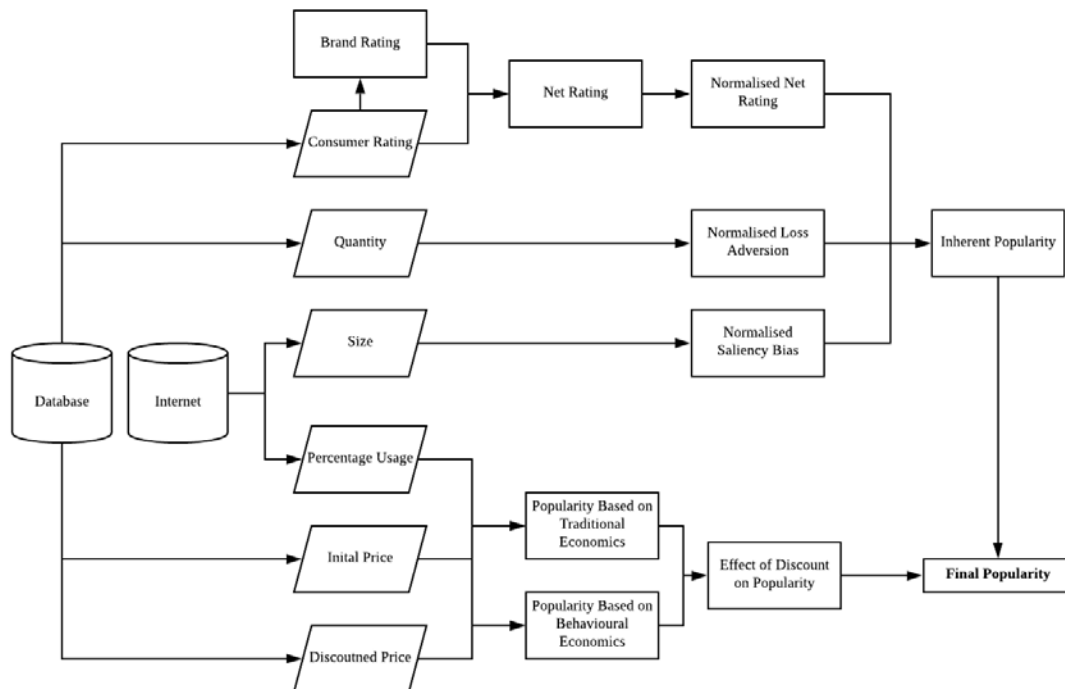 Brand Rating
Net Rating
Normalised Net
Rating
Consumer Rating
Quantity
Normalised Loss
Adversion
Inherent Popularity
Size
Normalised
Saliency Bias
Database
Internet
Percentage Usage
Popularity Based on
Traditional
Economics
Inital Price
Effect of Discount
on Popularity
Final Popularity
Popularity Based on
Behavioural
Economics
Discoutned Price